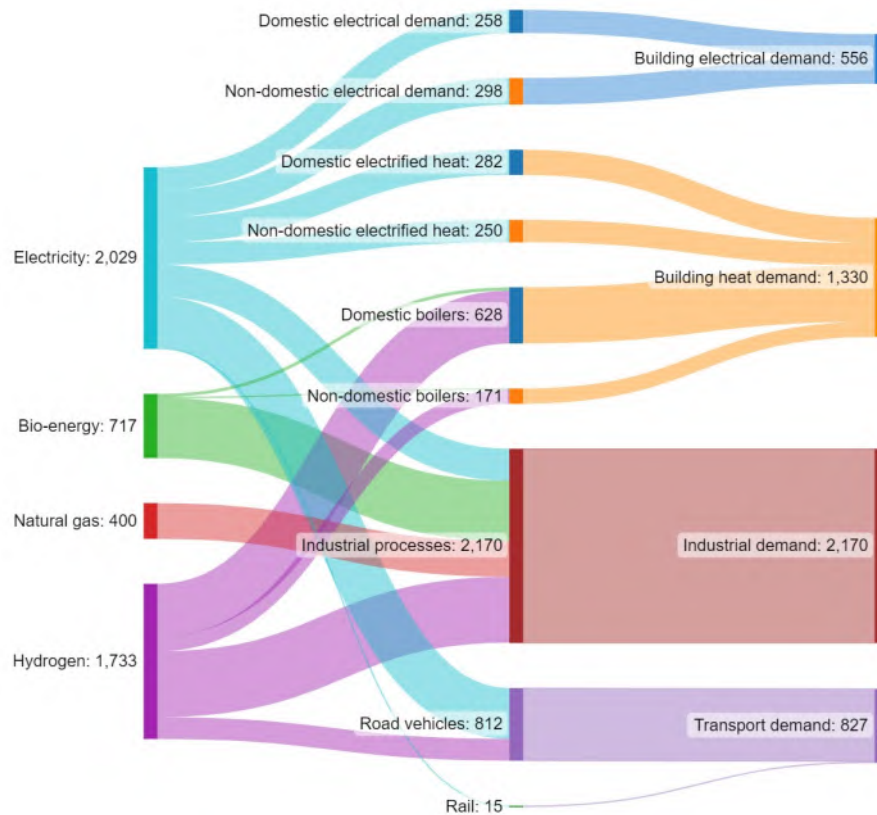 Domestic electrical demand: 258
Building electrical demand: 556
Non-domestic electrical demand: 298
Domestic electrified heat: 282
Non-domestic electrified heat: 250
Electricity: 2,029
Building heat demand: 1,330
Domestic boilers: 628
Non-domestic boilers: 171
Bio-energy: 717
Natural gas: 400
Industrial processes: 2,170
Industrial demand: 2,170
Hydrogen: 1,733
Road vehicles: 812
Transport demand: 827
Rail: 15